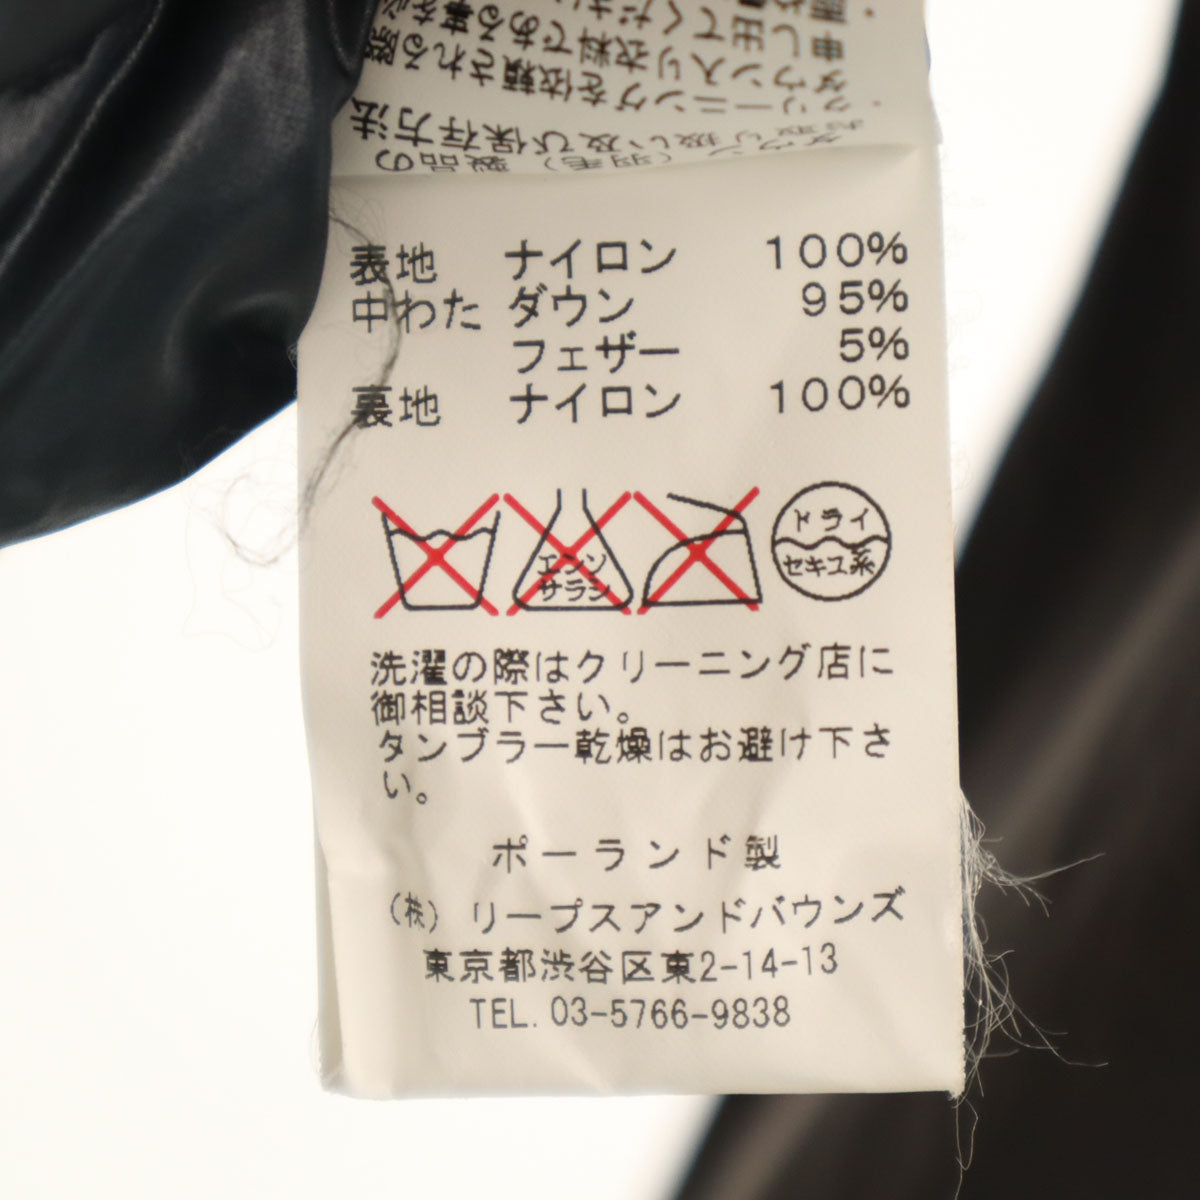 表地 ナイロン 100%
中わた ダウン 95%
フェザー 5%
裏地 ナイロン 100%
エンソ
サラシ
ドライ
セキユ系
洗濯の際はクリーニング店に
御相談下さい。
タンブラー乾燥はお避け下さ
い。
ポーランド製
(株) リープスアンドバウンズ
東京都渋谷区東2-14-13
TEL. 03-5766-9838